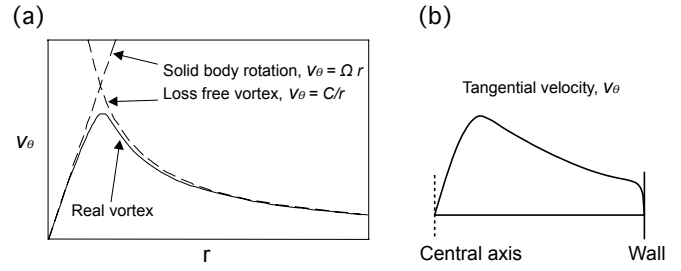 (a)
Solid body rotation, vθ = Ω r
Loss free vortex, vθ = C/r
vθ
Real vortex
r
(b)
Tangential velocity, vθ
Central axis
Wall